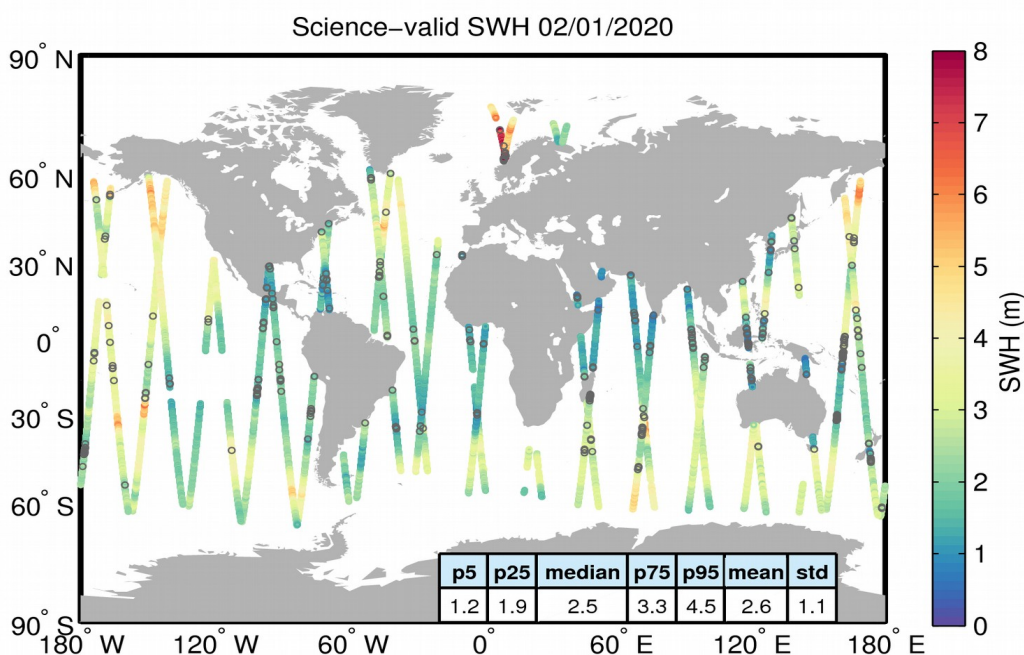 Science−valid SWH 02/01/2020
90° N
60° N
30° N
0°
30° S
60° S
90° S
180° W 120° W 60° W 0° 60° E 120° E 180° E
p5 p25 median p75 p95 mean std
1.2 1.9 2.5 3.3 4.5 2.6 1.1
8
7
6
5
4
3
2
1
0
SWH (m)